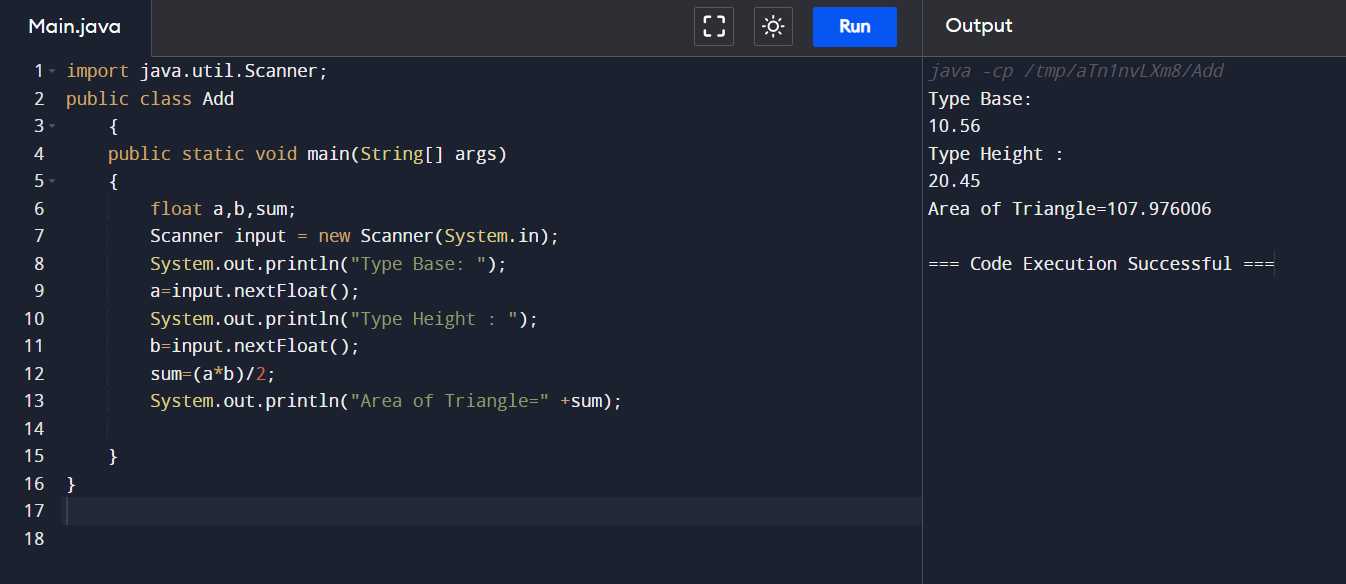 Main.java
Run
Output
1 import java.util.Scanner;
2 public class Add
3 {
4 public static void main(String[] args)
5 {
6 float a,b,sum;
7 Scanner input = new Scanner(System.in);
8 System.out.println("Type Base: ");
9 a=input.nextFloat();
10 System.out.println("Type Height : ");
11 b=input.nextFloat();
12 sum=(a*b)/2;
13 System.out.println("Area of Triangle=" +sum);
14
15 }
16 }
17
18
java -cp /tmp/aTn1nvLXm8/Add
Type Base:
10.56
Type Height :
20.45
Area of Triangle=107.976006
=== Code Execution Successful ===